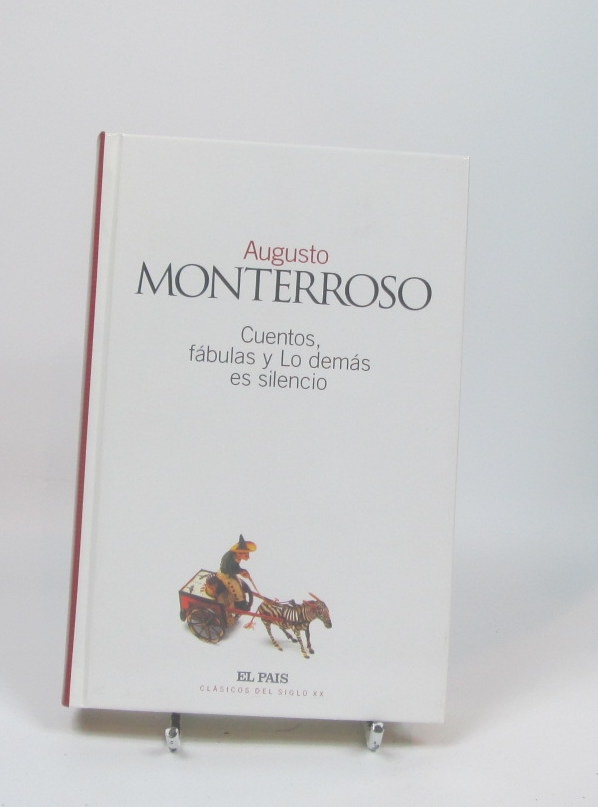 Augusto
MONTERROSO
Cuentos,
fábulas y Lo demás
es silencio
EL PAIS
CLÁSICOS DEL SIGLO XX